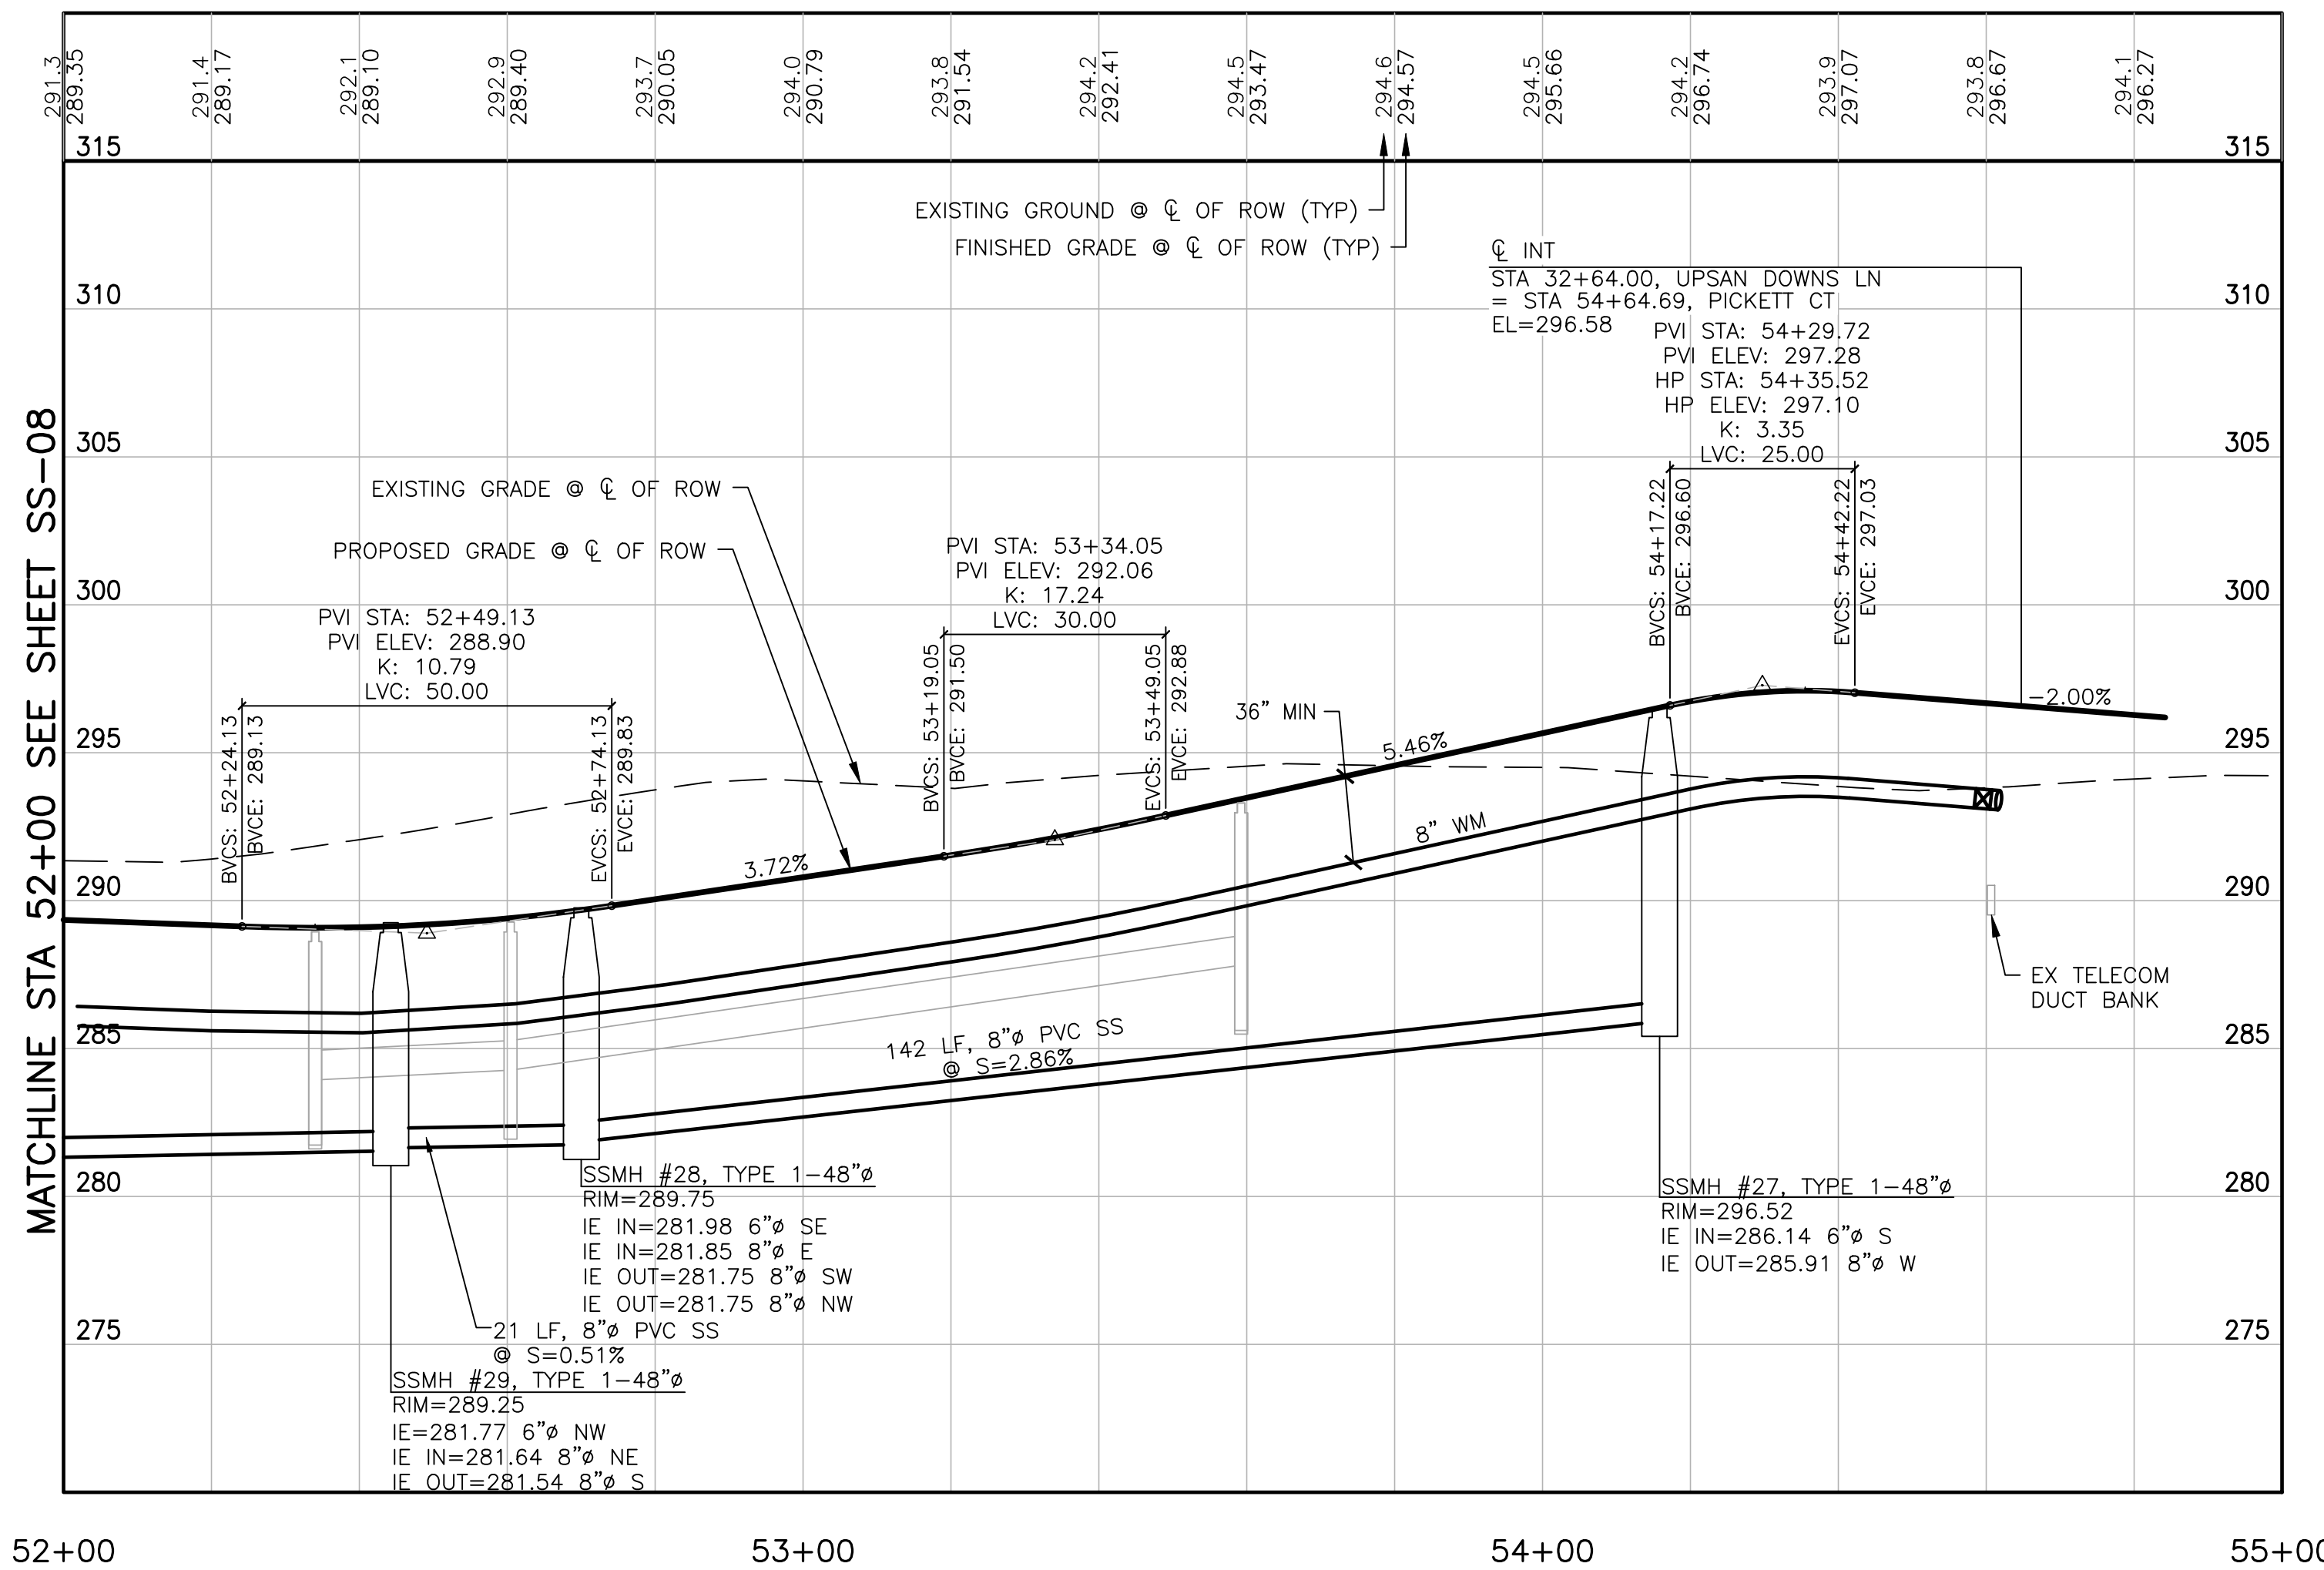 291.3
289.35
291.4
289.17
292.1
289.10
292.9
289.40
293.7
290.05
294.0
290.79
293.8
291.54
294.2
292.41
294.5
293.47
294.6
294.57
294.5
295.66
294.2
296.74
293.9
297.07
293.8
296.67
294.1
296.27
315
315
EXISTING GROUND @ ℄ OF ROW (TYP)
FINISHED GRADE @ ℄ OF ROW (TYP)
℄ INT
STA 32+64.00, UPSAN DOWNS LN
= STA 54+64.69, PICKETT CT
EL=296.58
310
310
PVI STA: 54+29.72
PVI ELEV: 297.28
HP STA: 54+35.52
HP ELEV: 297.10
K: 3.35
LVC: 25.00
305
305
BVCS: 54+17.22
BVCE: 296.60
EVCS: 54+42.22
EVCE: 297.03
EXISTING GRADE @ ℄ OF ROW
PROPOSED GRADE @ ℄ OF ROW
PVI STA: 53+34.05
PVI ELEV: 292.06
K: 17.24
LVC: 30.00
BVCS: 53+19.05
BVCE: 291.50
EVCS: 53+49.05
EVCE: 292.88
300
300
PVI STA: 52+49.13
PVI ELEV: 288.90
K: 10.79
LVC: 50.00
BVCS: 52+24.13
BVCE: 289.13
EVCS: 52+74.13
EVCE: 289.83
MATCHLINE STA 52+00 SEE SHEET SS-08
295
295
36" MIN
5.46%
-2.00%
3.72%
8" WM
290
290
EX TELECOM
DUCT BANK
285
285
142 LF, 8"ø PVC SS
@ S=2.86%
280
280
SSMH #28, TYPE 1-48"ø
RIM=289.75
IE IN=281.98 6"ø SE
IE IN=281.85 8"ø E
IE OUT=281.75 8"ø SW
IE OUT=281.75 8"ø NW
SSMH #27, TYPE 1-48"ø
RIM=296.52
IE IN=286.14 6"ø S
IE OUT=285.91 8"ø W
275
275
21 LF, 8"ø PVC SS
@ S=0.51%
SSMH #29, TYPE 1-48"ø
RIM=289.25
IE=281.77 6"ø NW
IE IN=281.64 8"ø NE
IE OUT=281.54 8"ø S
52+00
53+00
54+00
55+00